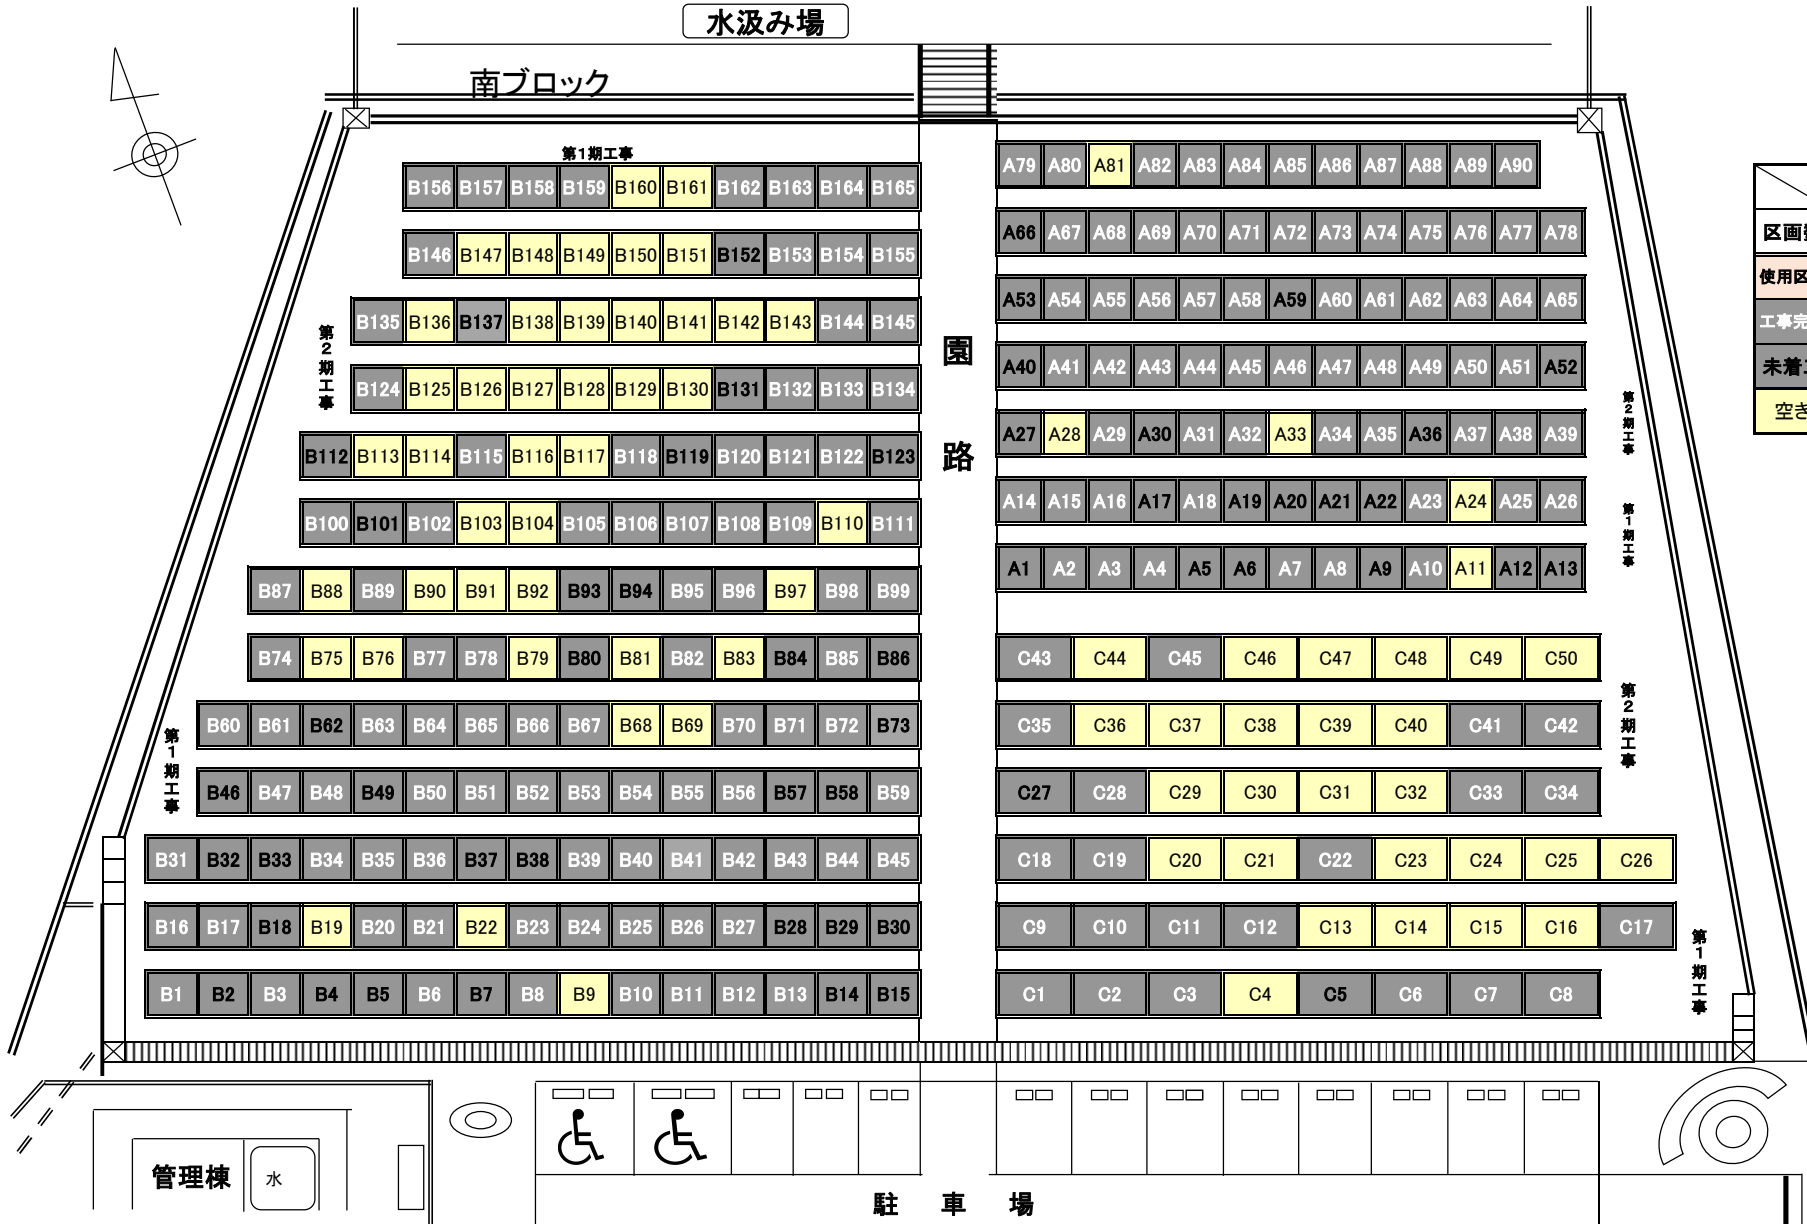 水汲み場
南ブロック
第1期工事
B156 B157 B158 B159 B160 B161 B162 B163 B164 B165
B146 B147 B148 B149 B150 B151 B152 B153 B154 B155
B135 B136 B137 B138 B139 B140 B141 B142 B143 B144 B145
第2期工事
B124 B125 B126 B127 B128 B129 B130 B131 B132 B133 B134
B112 B113 B114 B115 B116 B117 B118 B119 B120 B121 B122 B123
B100 B101 B102 B103 B104 B105 B106 B107 B108 B109 B110 B111
B87 B88 B89 B90 B91 B92 B93 B94 B95 B96 B97 B98 B99
B74 B75 B76 B77 B78 B79 B80 B81 B82 B83 B84 B85 B86
B60 B61 B62 B63 B64 B65 B66 B67 B68 B69 B70 B71 B72 B73
第1期工事
B46 B47 B48 B49 B50 B51 B52 B53 B54 B55 B56 B57 B58 B59
B31 B32 B33 B34 B35 B36 B37 B38 B39 B40 B41 B42 B43 B44 B45
B16 B17 B18 B19 B20 B21 B22 B23 B24 B25 B26 B27 B28 B29 B30
B1 B2 B3 B4 B5 B6 B7 B8 B9 B10 B11 B12 B13 B14 B15
園路
A79 A80 A81 A82 A83 A84 A85 A86 A87 A88 A89 A90
A66 A67 A68 A69 A70 A71 A72 A73 A74 A75 A76 A77 A78
A53 A54 A55 A56 A57 A58 A59 A60 A61 A62 A63 A64 A65
A40 A41 A42 A43 A44 A45 A46 A47 A48 A49 A50 A51 A52
A27 A28 A29 A30 A31 A32 A33 A34 A35 A36 A37 A38 A39
第2期工事
A14 A15 A16 A17 A18 A19 A20 A21 A22 A23 A24 A25 A26
第1期工事
A1 A2 A3 A4 A5 A6 A7 A8 A9 A10 A11 A12 A13
C43 C44 C45 C46 C47 C48 C49 C50
C35 C36 C37 C38 C39 C40 C41 C42
第2期工事
C27 C28 C29 C30 C31 C32 C33 C34
C18 C19 C20 C21 C22 C23 C24 C25 C26
C9 C10 C11 C12 C13 C14 C15 C16 C17
第1期工事
C1 C2 C3 C4 C5 C6 C7 C8
区画
使用区
工事完
未着
空き
管理棟
水
駐車場